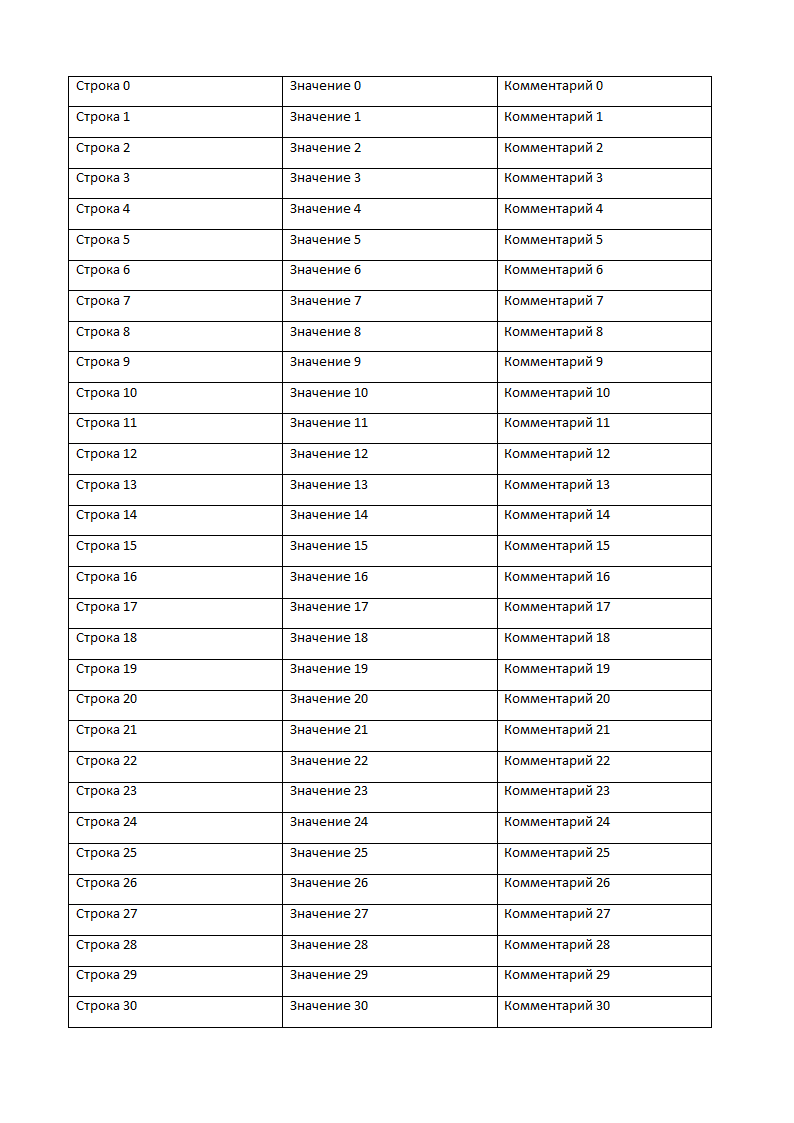 Строка 0 Значение 0 Комментарий 0
Строка 1 Значение 1 Комментарий 1
Строка 2 Значение 2 Комментарий 2
Строка 3 Значение 3 Комментарий 3
Строка 4 Значение 4 Комментарий 4
Строка 5 Значение 5 Комментарий 5
Строка 6 Значение 6 Комментарий 6
Строка 7 Значение 7 Комментарий 7
Строка 8 Значение 8 Комментарий 8
Строка 9 Значение 9 Комментарий 9
Строка 10 Значение 10 Комментарий 10
Строка 11 Значение 11 Комментарий 11
Строка 12 Значение 12 Комментарий 12
Строка 13 Значение 13 Комментарий 13
Строка 14 Значение 14 Комментарий 14
Строка 15 Значение 15 Комментарий 15
Строка 16 Значение 16 Комментарий 16
Строка 17 Значение 17 Комментарий 17
Строка 18 Значение 18 Комментарий 18
Строка 19 Значение 19 Комментарий 19
Строка 20 Значение 20 Комментарий 20
Строка 21 Значение 21 Комментарий 21
Строка 22 Значение 22 Комментарий 22
Строка 23 Значение 23 Комментарий 23
Строка 24 Значение 24 Комментарий 24
Строка 25 Значение 25 Комментарий 25
Строка 26 Значение 26 Комментарий 26
Строка 27 Значение 27 Комментарий 27
Строка 28 Значение 28 Комментарий 28
Строка 29 Значение 29 Комментарий 29
Строка 30 Значение 30 Комментарий 30